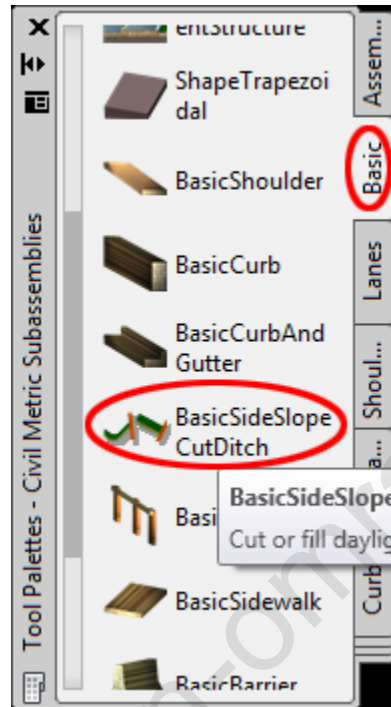 entStructure
ShapeTrapezoi
dal
BasicShoulder
BasicCurb
BasicCurbAnd
Gutter
BasicSideSlope
CutDitch
Basi
BasicSideSlope
Cut or fill daylig
BasicSidewalk
BasicBarrier
Tool Palettes - Civil Metric Subassemblies
Assem...
Basic
Lanes
Shoul...
a...
Curb